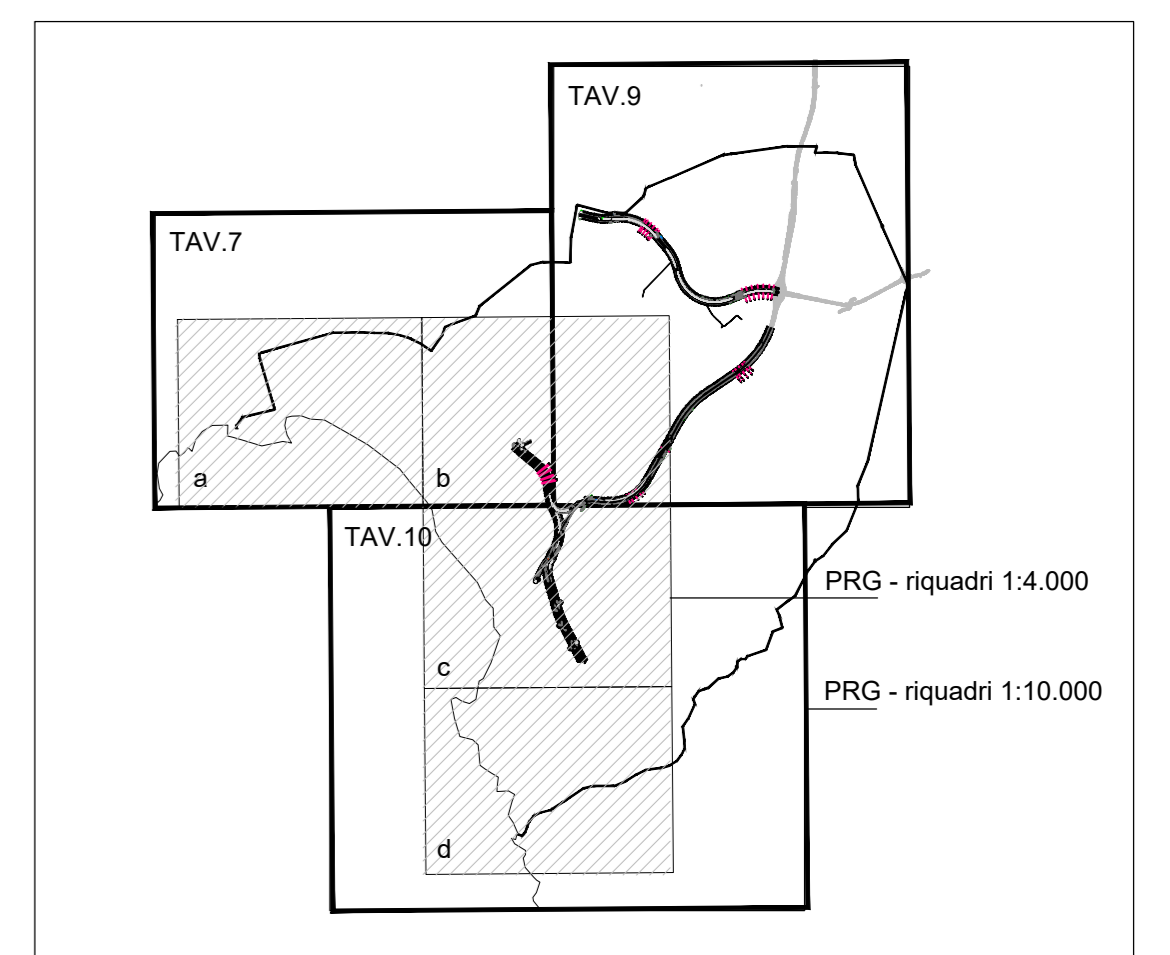 TAV.9
TAV.7
a
b
TAV.10
PRG - riquadri 1:4.000
c
PRG - riquadri 1:10.000
d